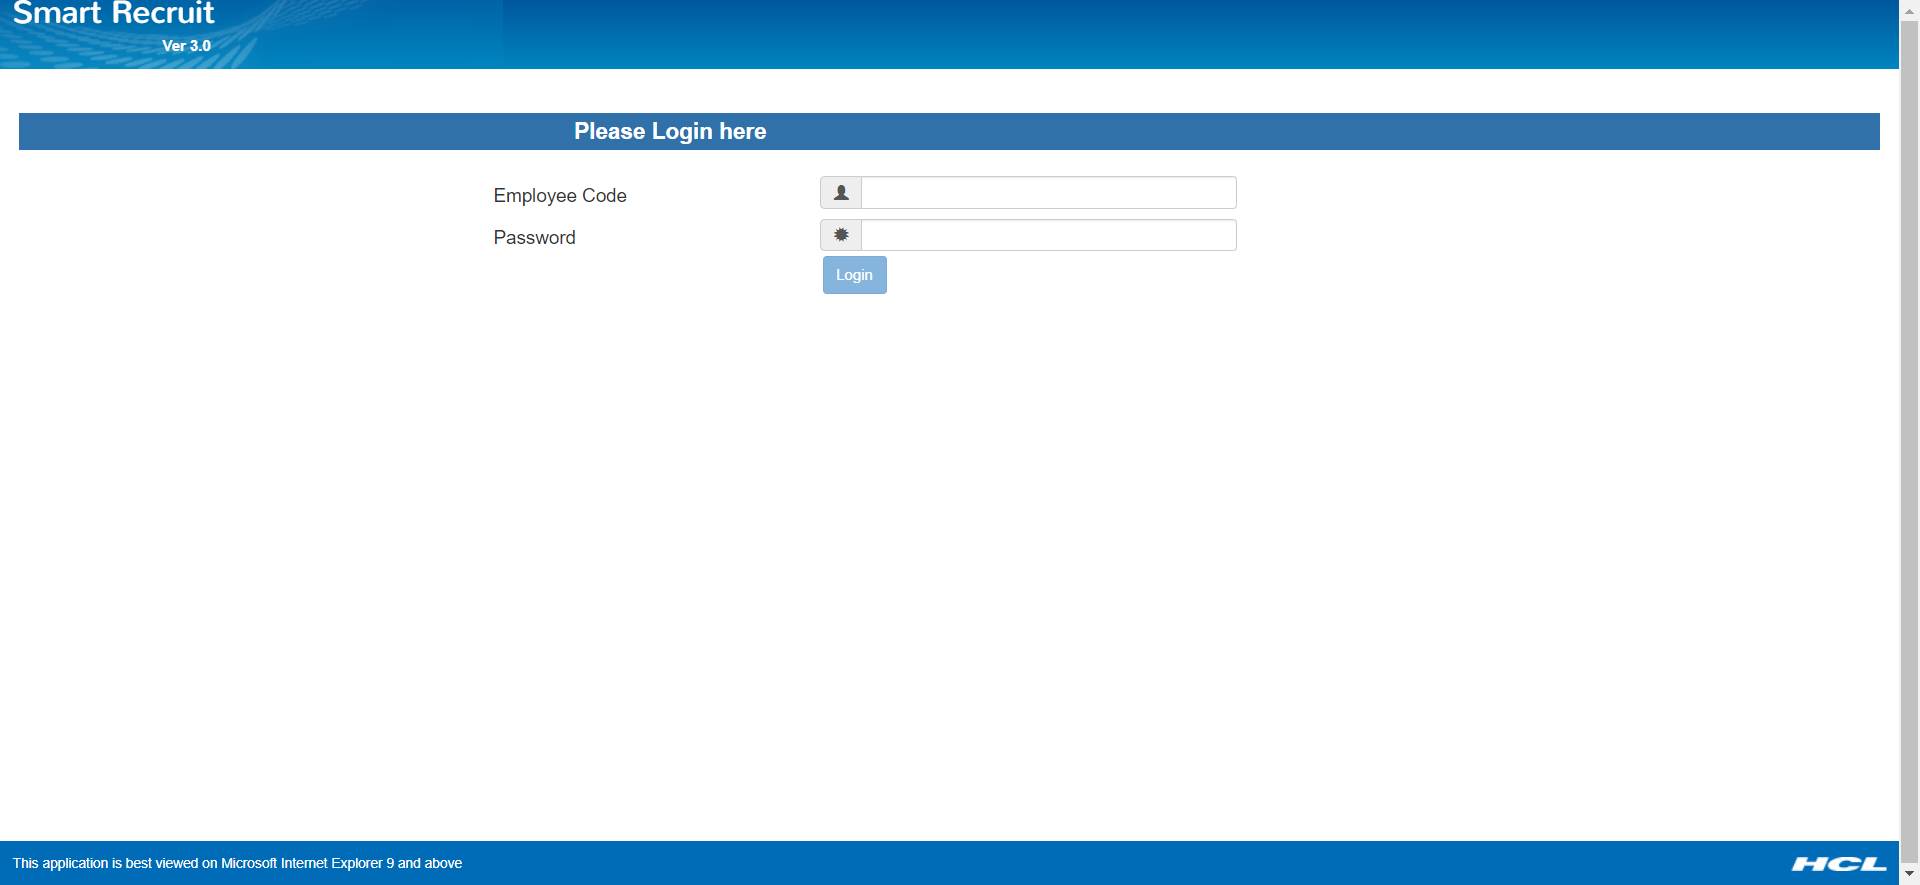 Smart Recruit
Ver 3.0
Please Login here
Employee Code
Password
Login
This application is best viewed on Microsoft Internet Explorer 9 and above
HCL